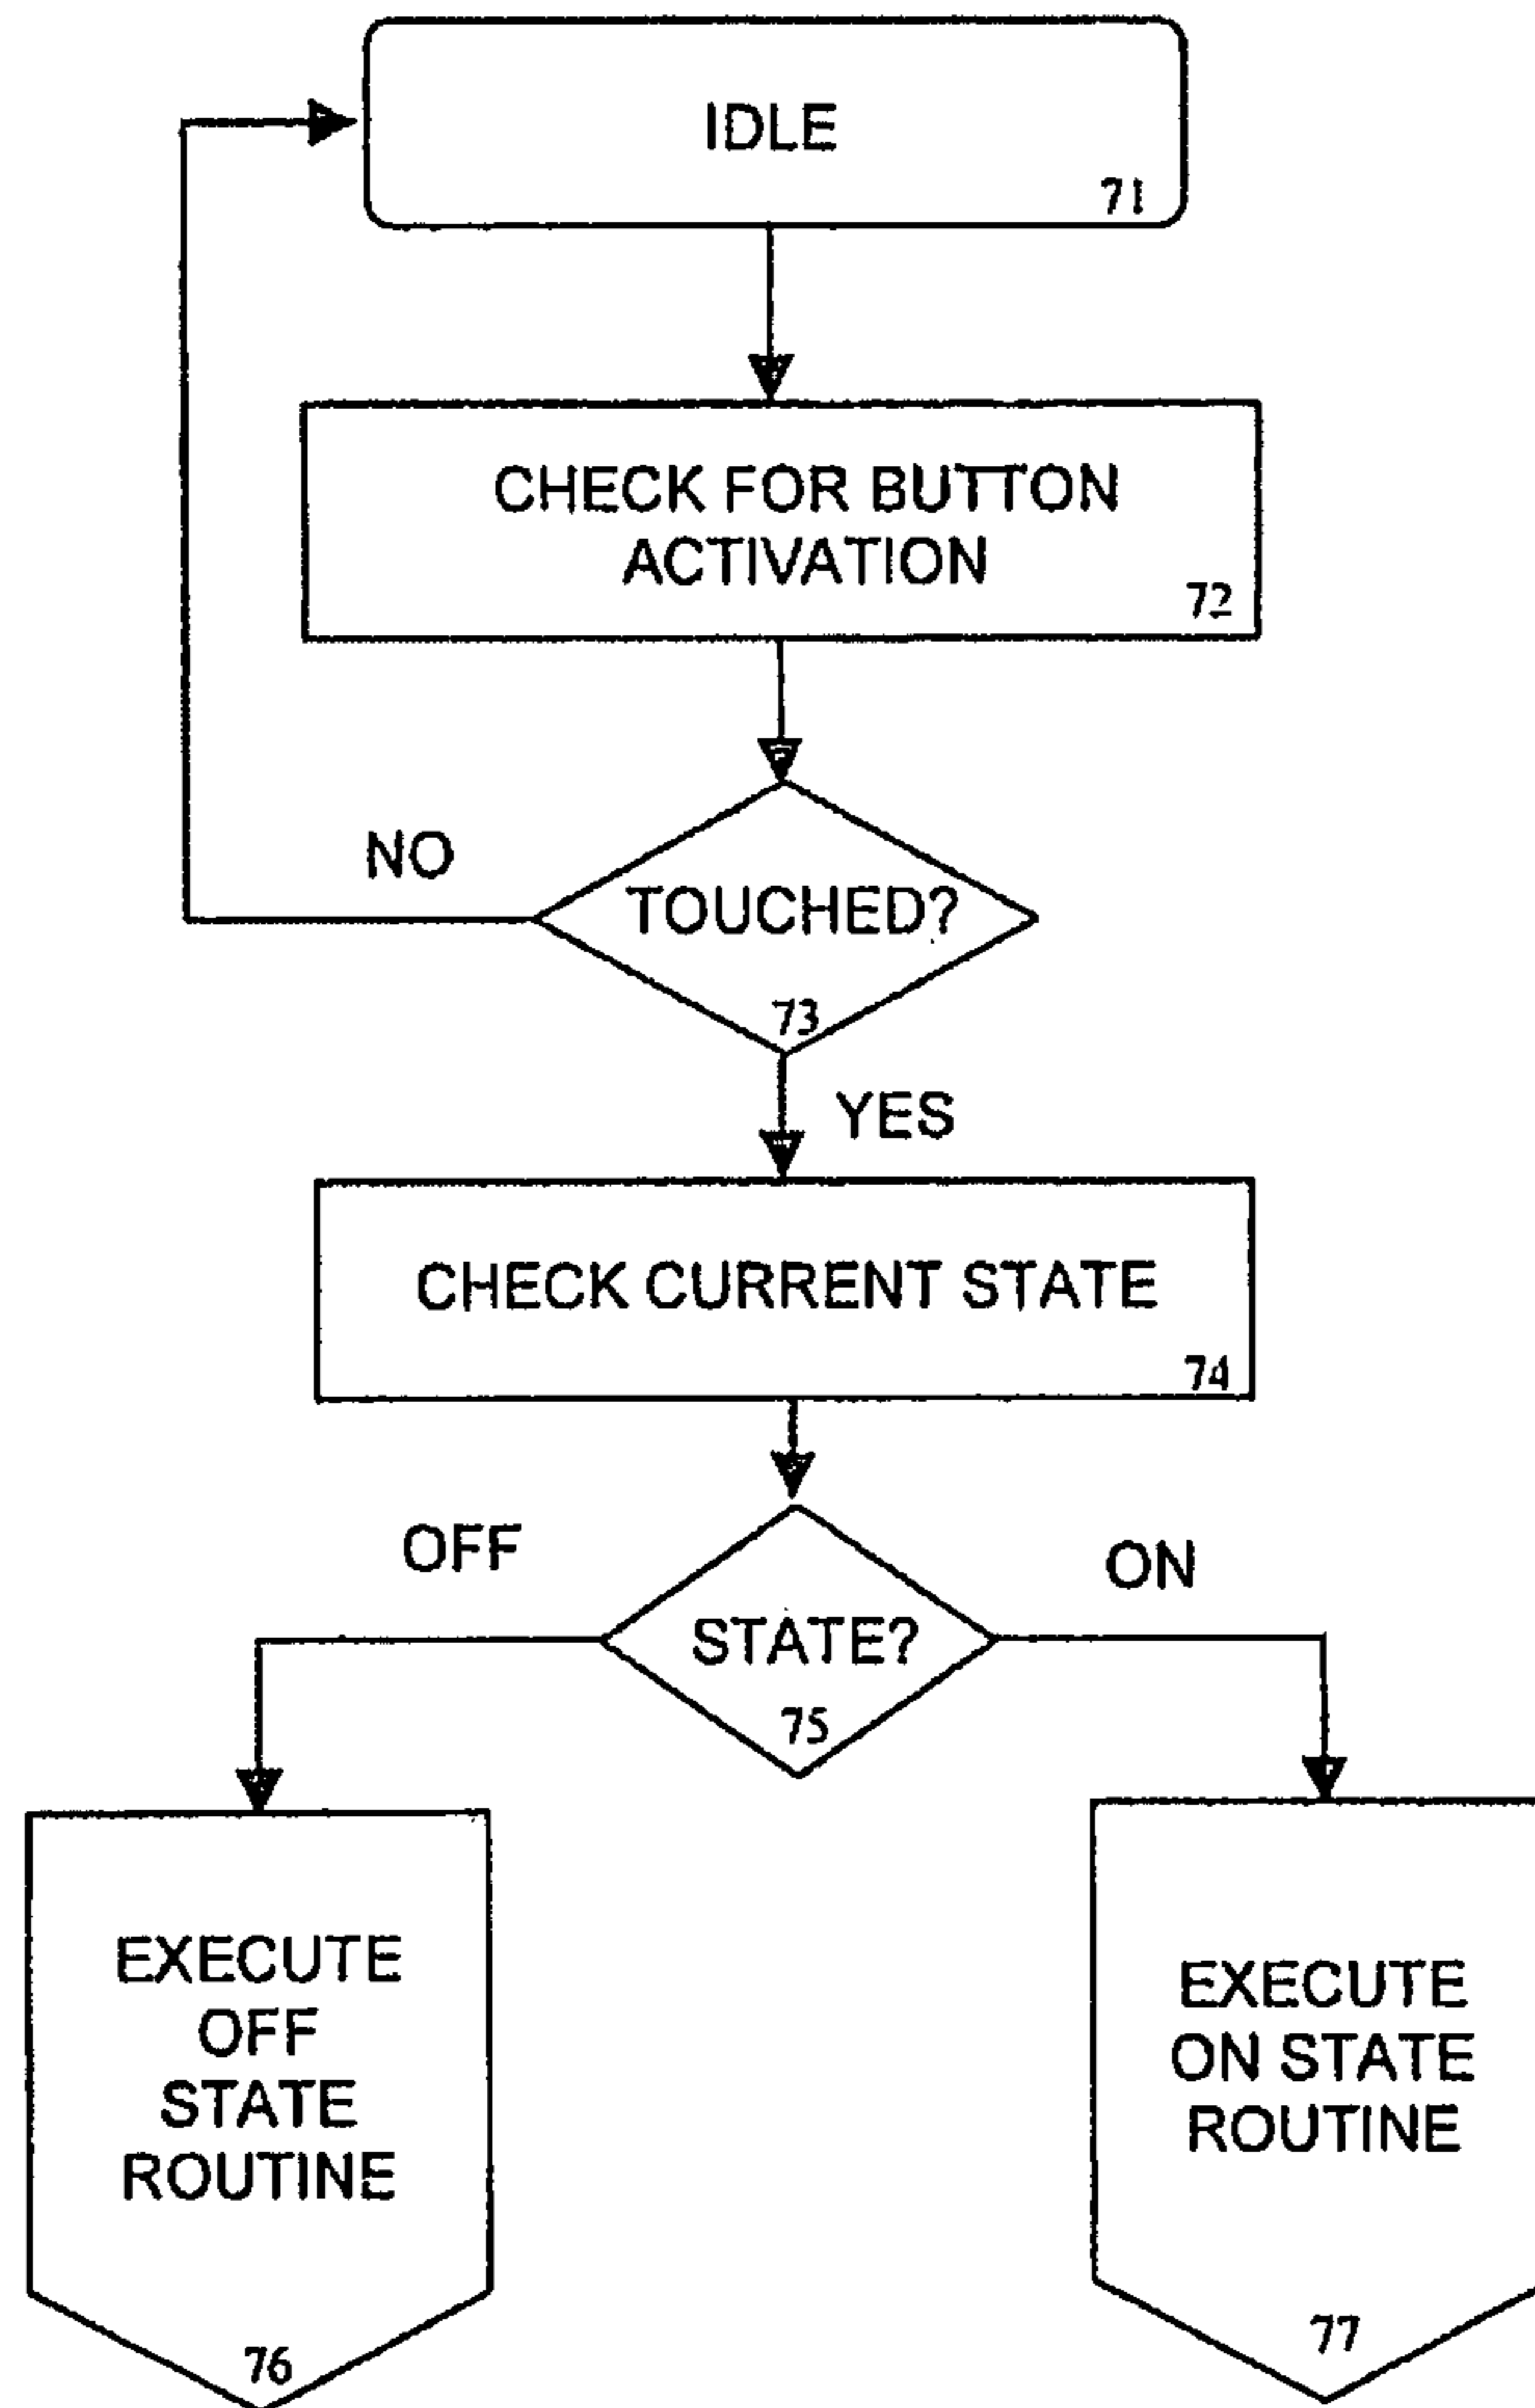 IDLE
71
CHECK FOR BUTTON
ACTIVATION
72
NO
TOUCHED?
73
YES
CHECK CURRENT STATE
74
OFF
ON
STATE?
75
EXECUTE
OFF
STATE
ROUTINE
76
EXECUTE
ON STATE
ROUTINE
77